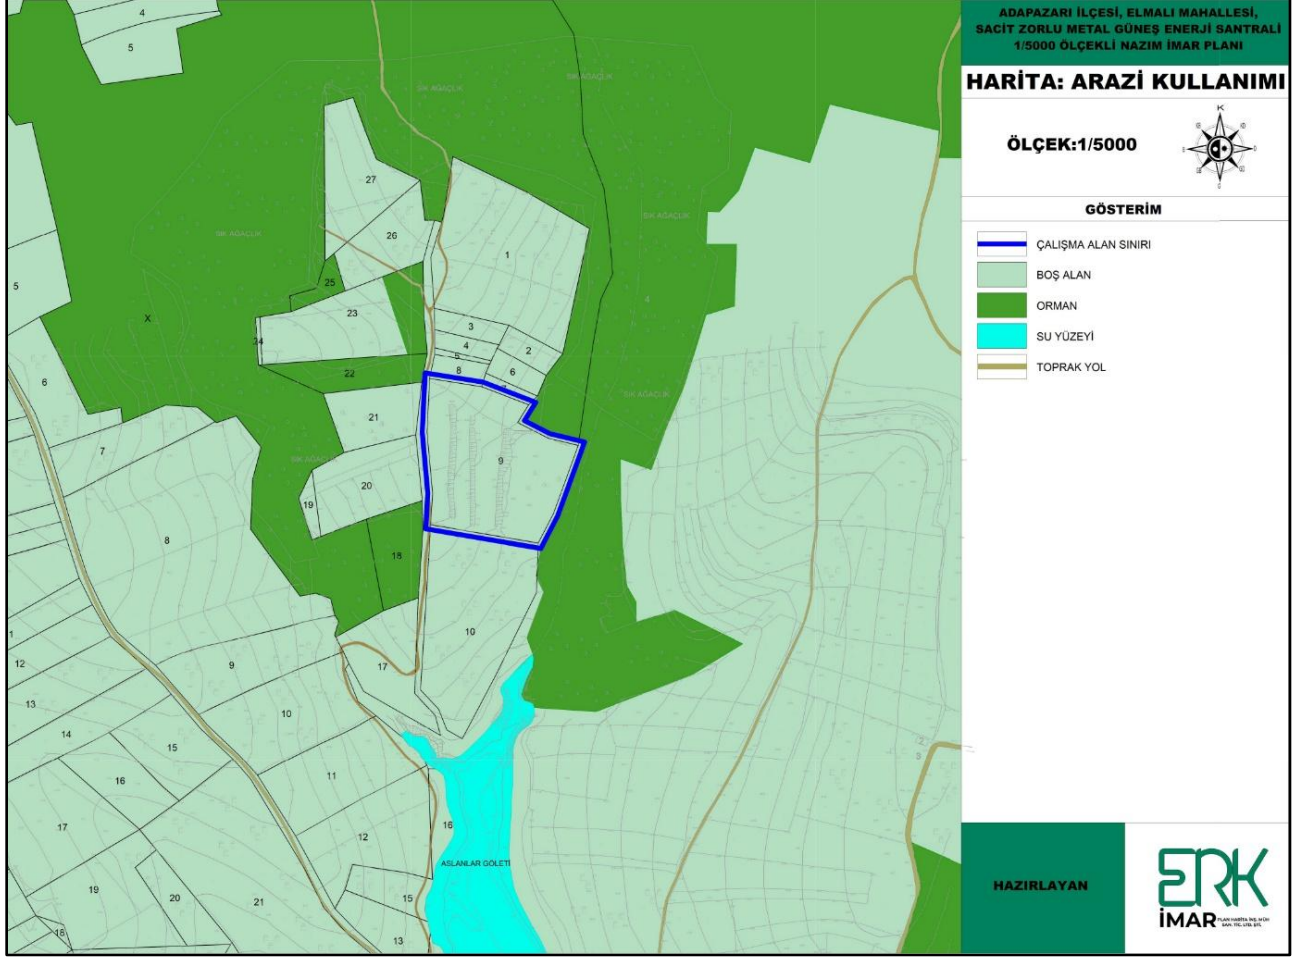 ADAPAZARI İLÇESİ, ELMALI MAHALLESİ,
SACİT ZORLU METAL GÜNEŞ ENERJİ SANTRALİ
1/5000 ÖLÇEKLİ NAZIM İMAR PLANI
HARİTA: ARAZİ KULLANIMI
ÖLÇEK:1/5000
K
GÖSTERİM
ÇALIŞMA ALAN SINIRI
BOŞ ALAN
ORMAN
SU YÜZEYİ
TOPRAK YOL
HAZIRLAYAN
ERK
İMAR
4
5
SIK AĞAÇLIK
SIK AĞAÇLIK
27
26
SIK AĞAÇLIK
SIK AĞAÇLIK
1
5
25
4
X
23
3
24
4
2
5
22
8
6
6
SIK AĞAÇLIK
21
7
SIK AĞAÇLIK
9
20
19
8
18
1
10
12
9
17
13
10
14
15
11
16
17
16
12
ASLANLAR GÖLETİ
19
20
21
15
18
13